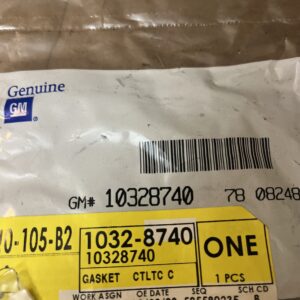 Genuine
GM
GM# 10328740 78 08248
10-105-B2
1032-8740
10328740
ONE
GASKET CTLTC C
1 PCS
WORK ASGN OE DATE SEQ SCH CD